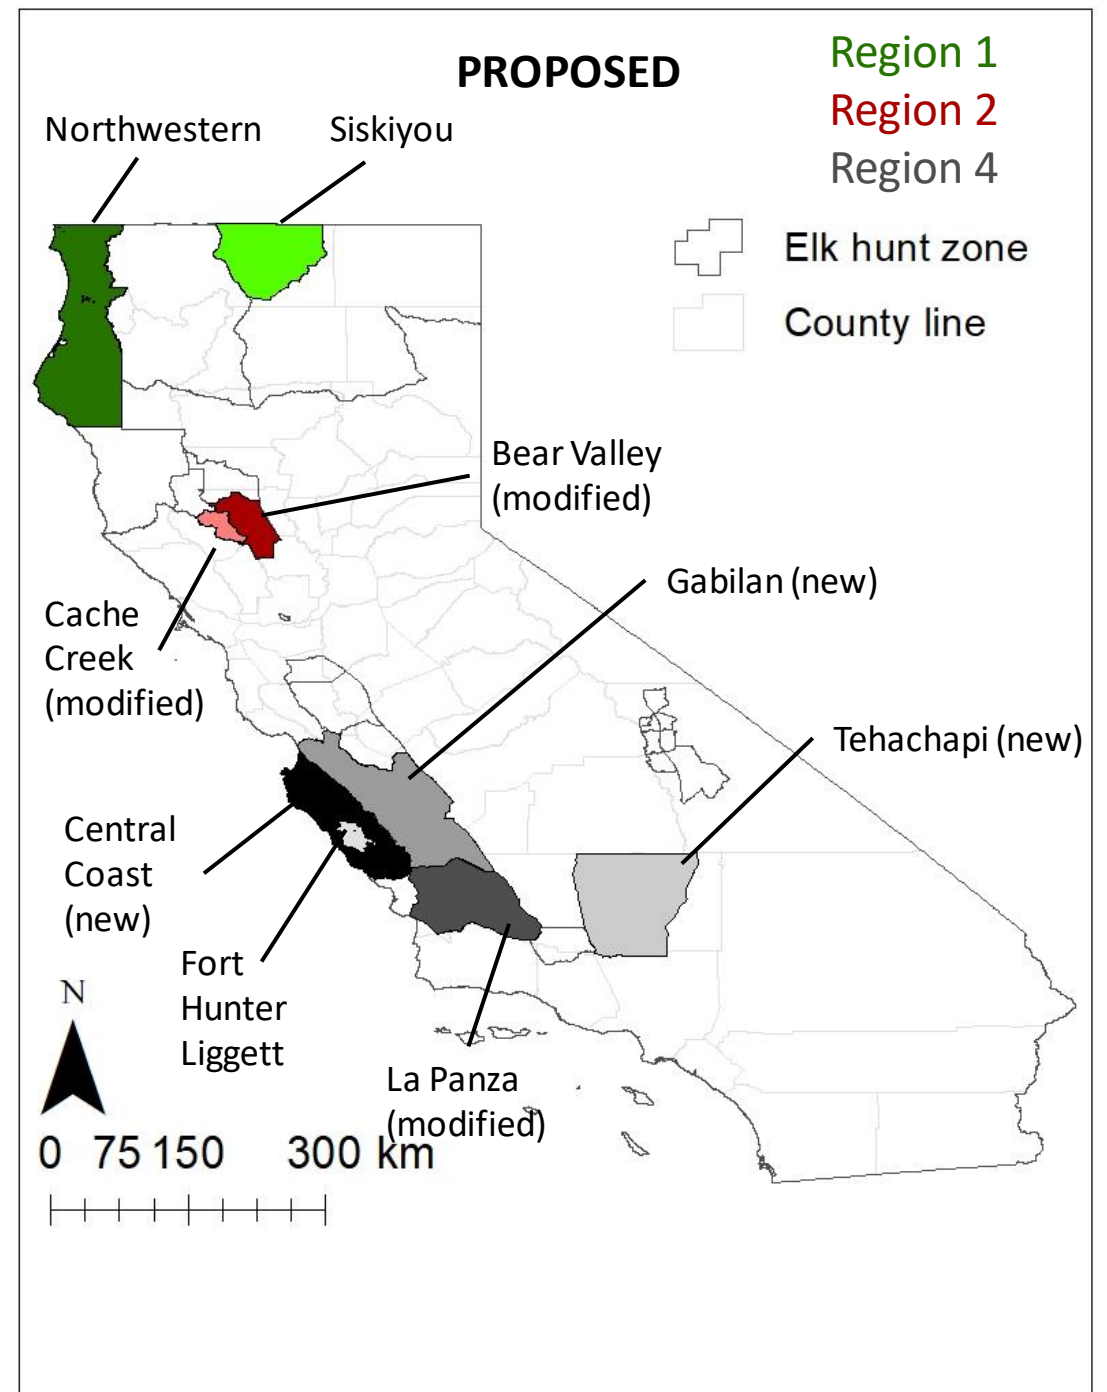 PROPOSED
Region 1
Region 2
Region 4
Northwestern
Siskiyou
Elk hunt zone
County line
Bear Valley
(modified)
Gabilan (new)
Cache
Creek
(modified)
Tehachapi (new)
Central
Coast
(new)
Fort
Hunter
Liggett
La Panza
(modified)
N
0 75 150 300 km